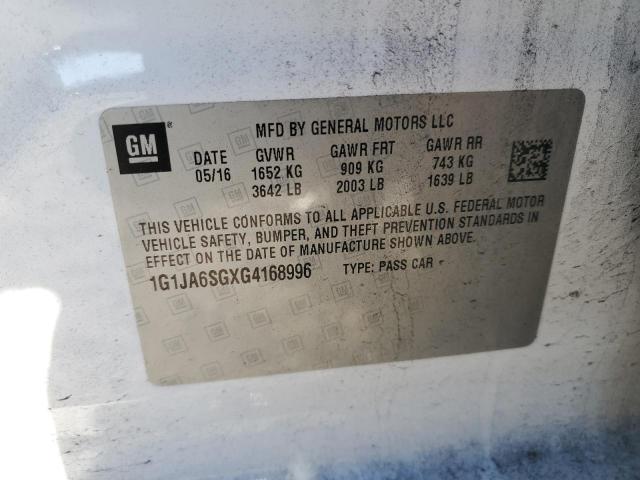 GM ®
MFD BY GENERAL MOTORS LLC
DATE GVWR GAWR FRT GAWR RR
05/16 1652 KG 909 KG 743 KG
3642 LB 2003 LB 1639 LB
THIS VEHICLE CONFORMS TO ALL APPLICABLE U.S. FEDERAL MOTOR
VEHICLE SAFETY, BUMPER, AND THEFT PREVENTION STANDARDS IN
EFFECT ON THE DATE OF MANUFACTURE SHOWN ABOVE.
1G1JA6SGXG4168996 TYPE: PASS CAR